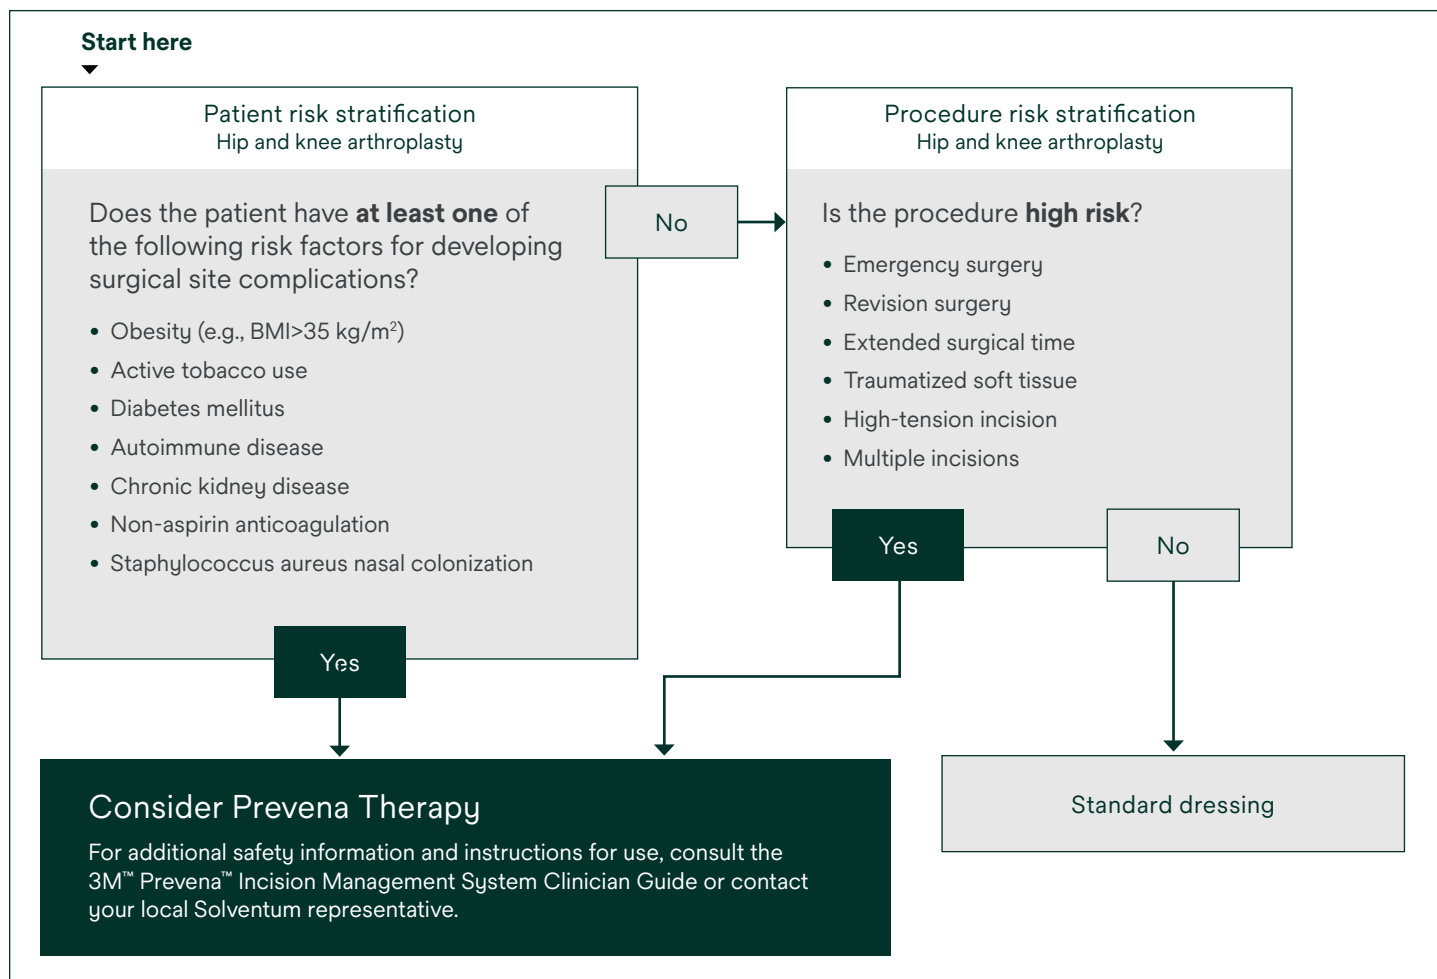 Start here
Patient risk stratification
Hip and knee arthroplasty
Does the patient have at least one of
the following risk factors for developing
surgical site complications?
• Obesity (e.g., BMI>35 kg/m²)
• Active tobacco use
• Diabetes mellitus
• Autoimmune disease
• Chronic kidney disease
• Non-aspirin anticoagulation
• Staphylococcus aureus nasal colonization
Yes
No
Procedure risk stratification
Hip and knee arthroplasty
Is the procedure high risk?
• Emergency surgery
• Revision surgery
• Extended surgical time
• Traumatized soft tissue
• High-tension incision
• Multiple incisions
Yes
No
Consider Prevena Therapy
For additional safety information and instructions for use, consult the
3M™ Prevena™ Incision Management System Clinician Guide or contact
your local Solventum representative.
Standard dressing